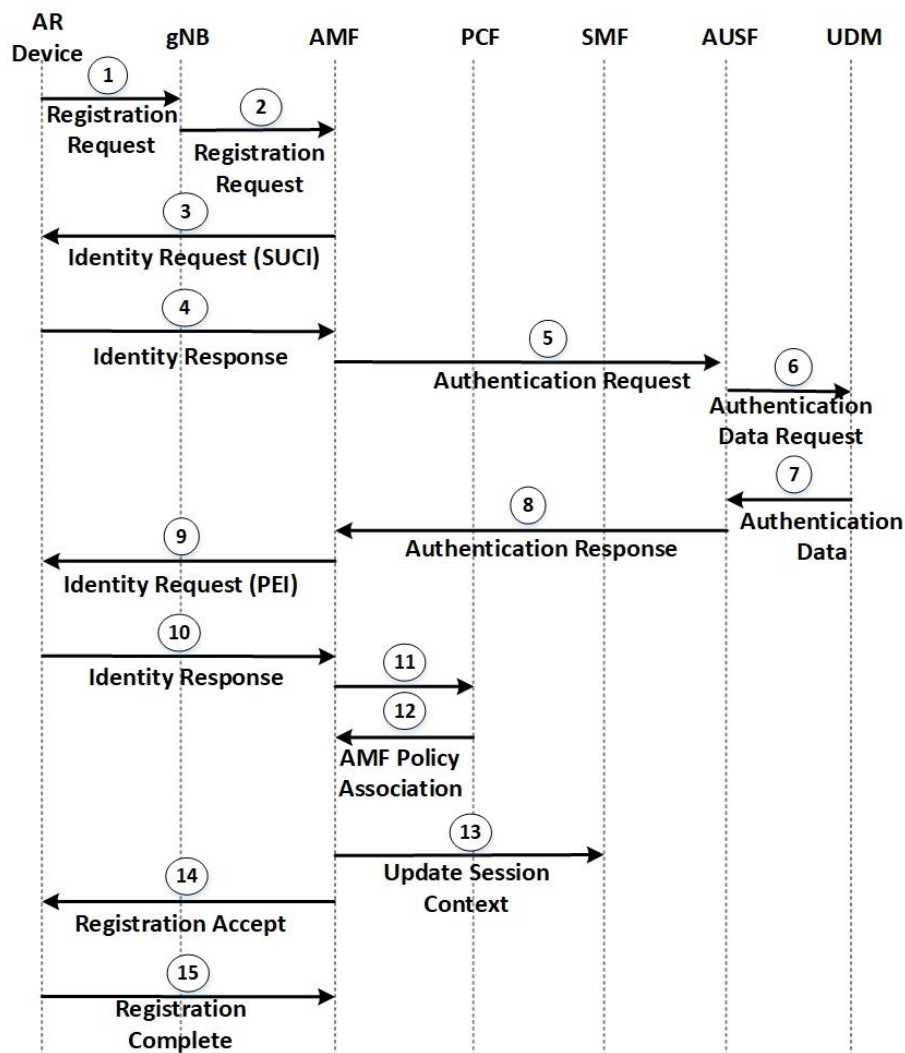 AR
Device
gNB
AMF
PCF
SMF
AUSF
UDM
1
Registration
Request
2
Registration
Request
3
Identity Request (SUCI)
4
Identity Response
5
Authentication Request
6
Authentication
Data Request
7
Authentication
Data
8
Authentication Response
9
Identity Request (PEI)
10
Identity Response
11
12
AMF Policy
Association
13
Update Session
Context
14
Registration Accept
15
Registration
Complete